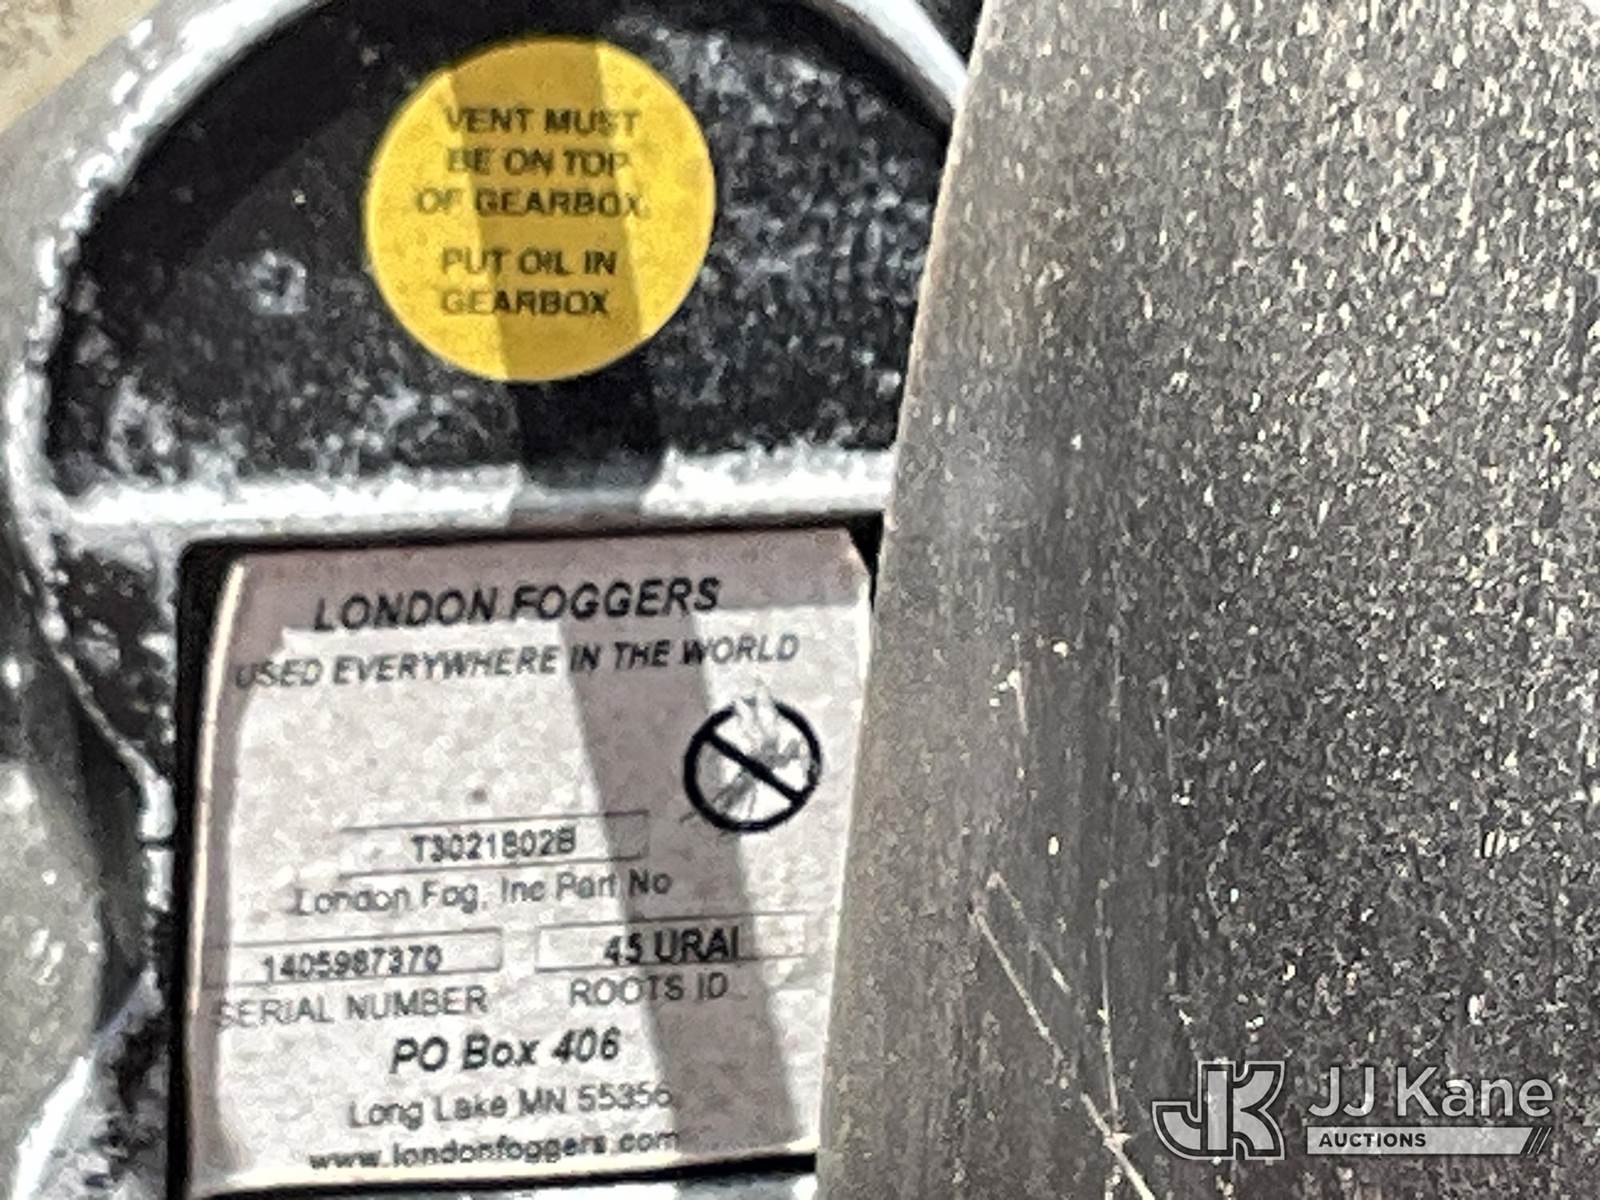 VENT MUST
BE ON TOP
OF GEARBOX
PUT OIL IN
GEARBOX
LONDON FOGGERS
USED EVERYWHERE IN THE WORLD
T3021802B
London Fog, Inc Part No
1405987370 45 URAI
SERIAL NUMBER ROOTS ID
PO Box 406
Long Lake MN 55356
www.londonfoggers.com
JJ Kane
AUCTIONS